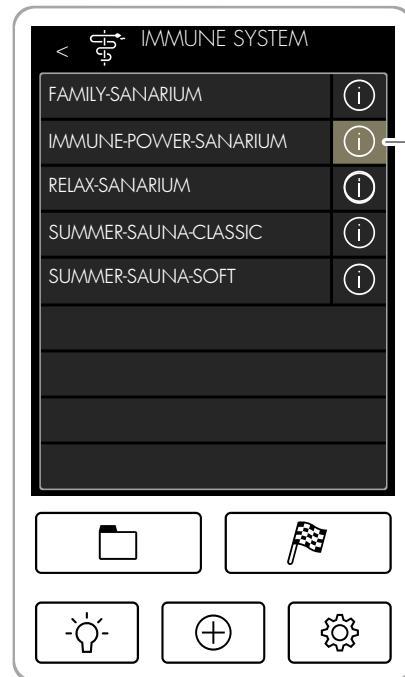 < IMMUNE SYSTEM
FAMILY-SANARIUM
IMMUNE-POWER-SANARIUM
RELAX-SANARIUM
SUMMER-SAUNA-CLASSIC
SUMMER-SAUNA-SOFT